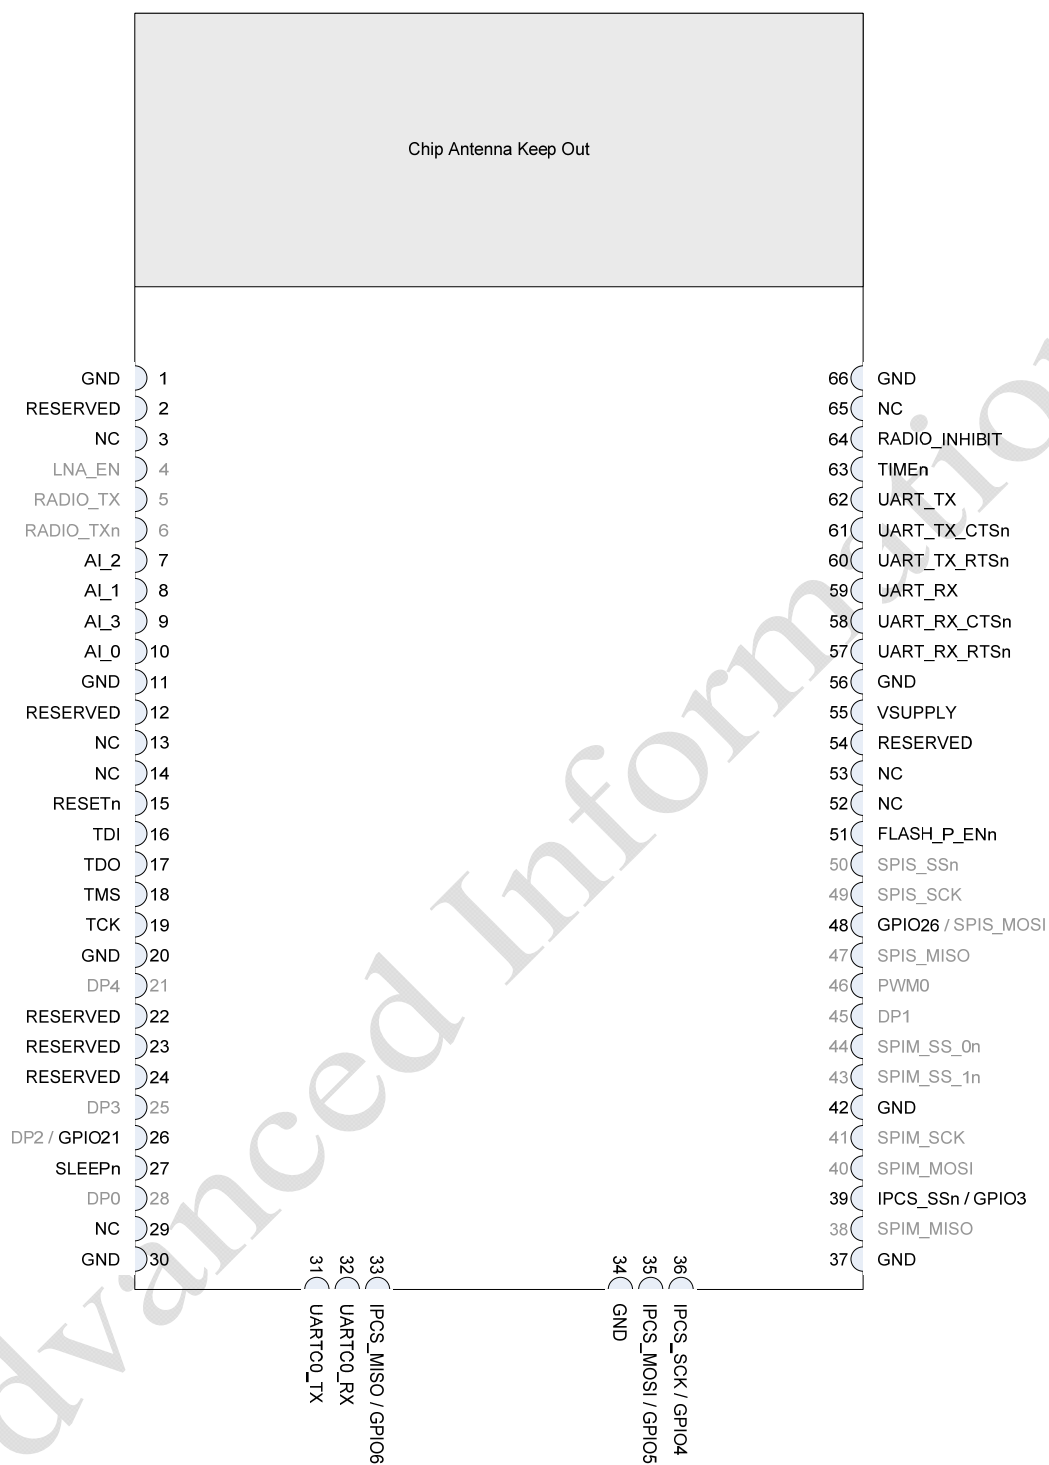 Chip Antenna Keep Out
GND 1
RESERVED 2
NC 3
LNA_EN 4
RADIO_TX 5
RADIO_TXn 6
AI_2 7
AI_1 8
AI_3 9
AI_0 10
GND 11
RESERVED 12
NC 13
NC 14
RESETn 15
TDI 16
TDO 17
TMS 18
TCK 19
GND 20
DP4 21
RESERVED 22
RESERVED 23
RESERVED 24
DP3 25
DP2 / GPIO21 26
SLEEPn 27
DP0 28
NC 29
GND 30
31 UARTC0_TX
32 UARTC0_RX
33 IPCS_MISO / GPIO6
34 GND
35 IPCS_MOSI / GPIO5
36 IPCS_SCK / GPIO4
66 GND
65 NC
64 RADIO_INHIBIT
63 TIMEn
62 UART_TX
61 UART_TX_CTSn
60 UART_TX_RTSn
59 UART_RX
58 UART_RX_CTSn
57 UART_RX_RTSn
56 GND
55 VSUPPLY
54 RESERVED
53 NC
52 NC
51 FLASH_P_ENn
50 SPIS_SSn
49 SPIS_SCK
48 GPIO26 / SPIS_MOSI
47 SPIS_MISO
46 PWM0
45 DP1
44 SPIM_SS_0n
43 SPIM_SS_1n
42 GND
41 SPIM_SCK
40 SPIM_MOSI
39 IPCS_SSn / GPIO3
38 SPIM_MISO
37 GND
Advanced Information